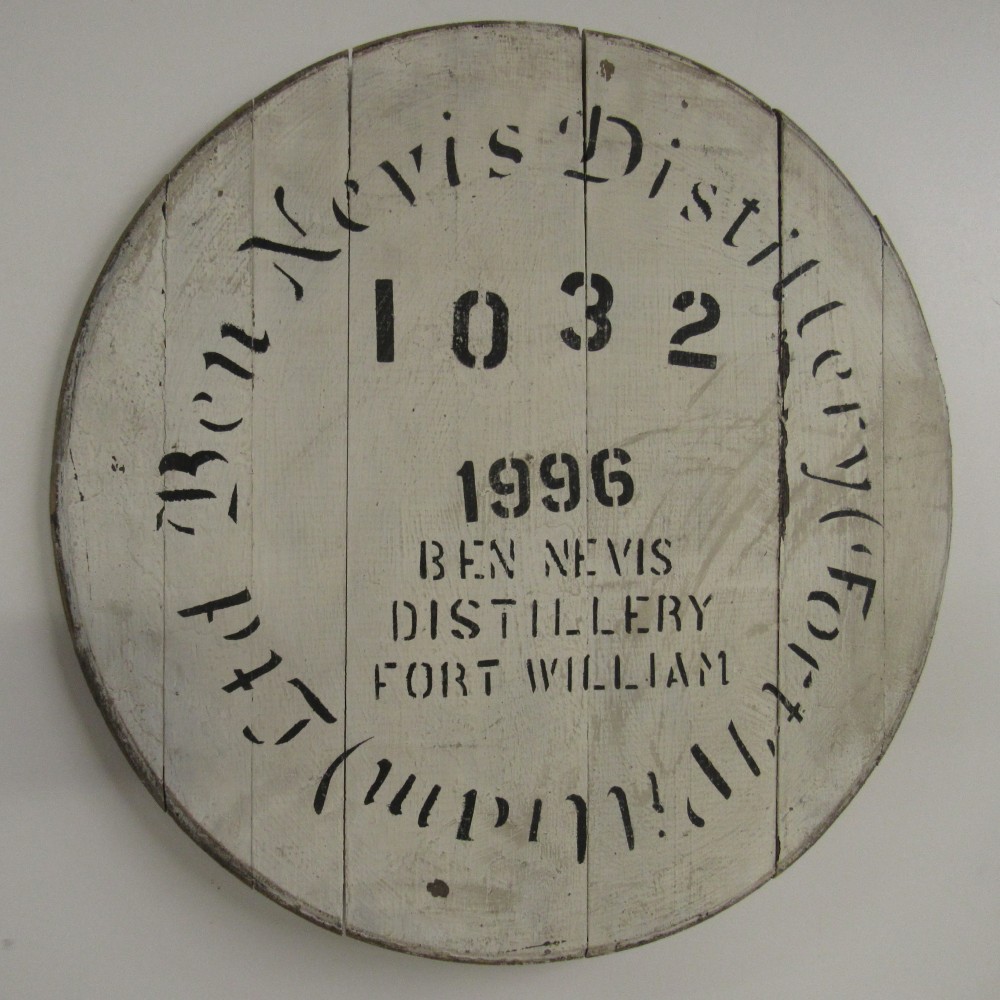 Ben Nevis Distillery (Fort William) Ltd
1032
1996
BEN NEVIS
DISTILLERY
FORT WILLIAM